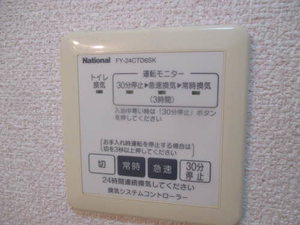 National FY-24CTD6SK
運転モニター
トイレ
換気
30分停止▶急速換気▶常時換気
(3時間)
入浴中寒い時は〔30分停止〕ボタン
を押してください
お手入れ時運転を停止する場合は
切を3秒以上押してください
切 常時 急速 30分
停止
24時間連続換気してください
換気システムコントローラー